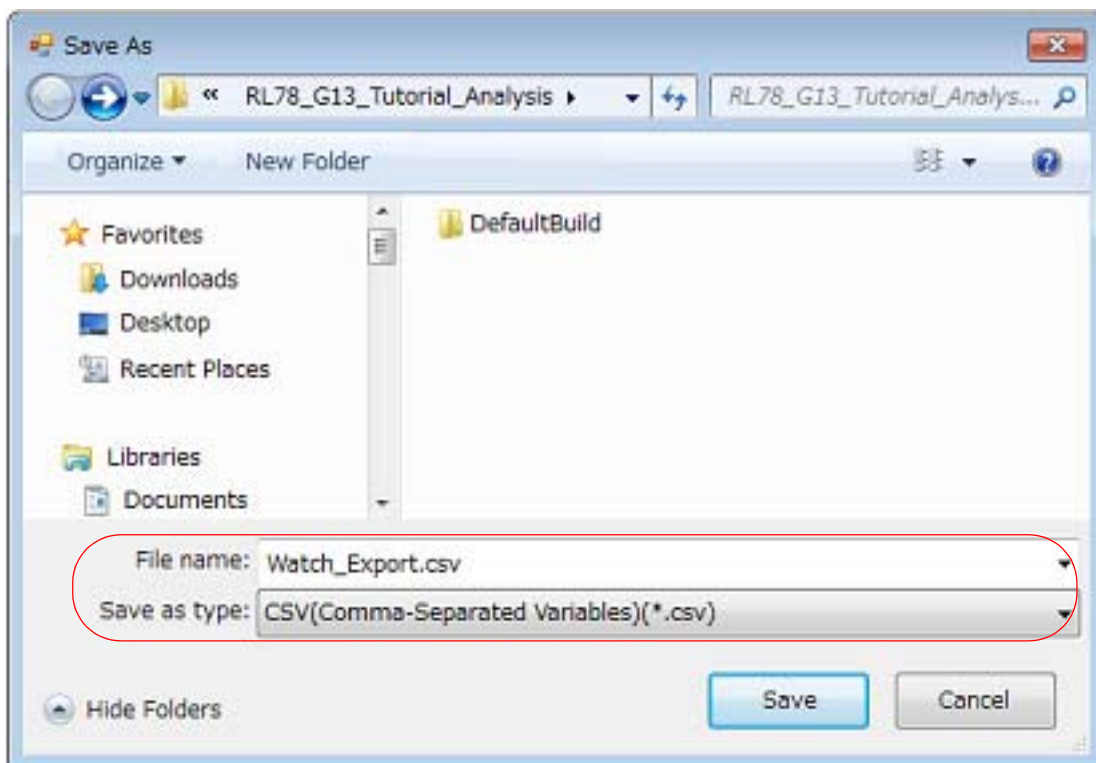 Save As
« RL78_G13_Tutorial_Analysis
RL78_G13_Tutorial_Analys...
Organize New Folder
Favorites
Downloads
Desktop
Recent Places
Libraries
Documents
DefaultBuild
File name: Watch_Export.csv
Save as type: CSV(Comma-Separated Variables)(*.csv)
Hide Folders
Save
Cancel